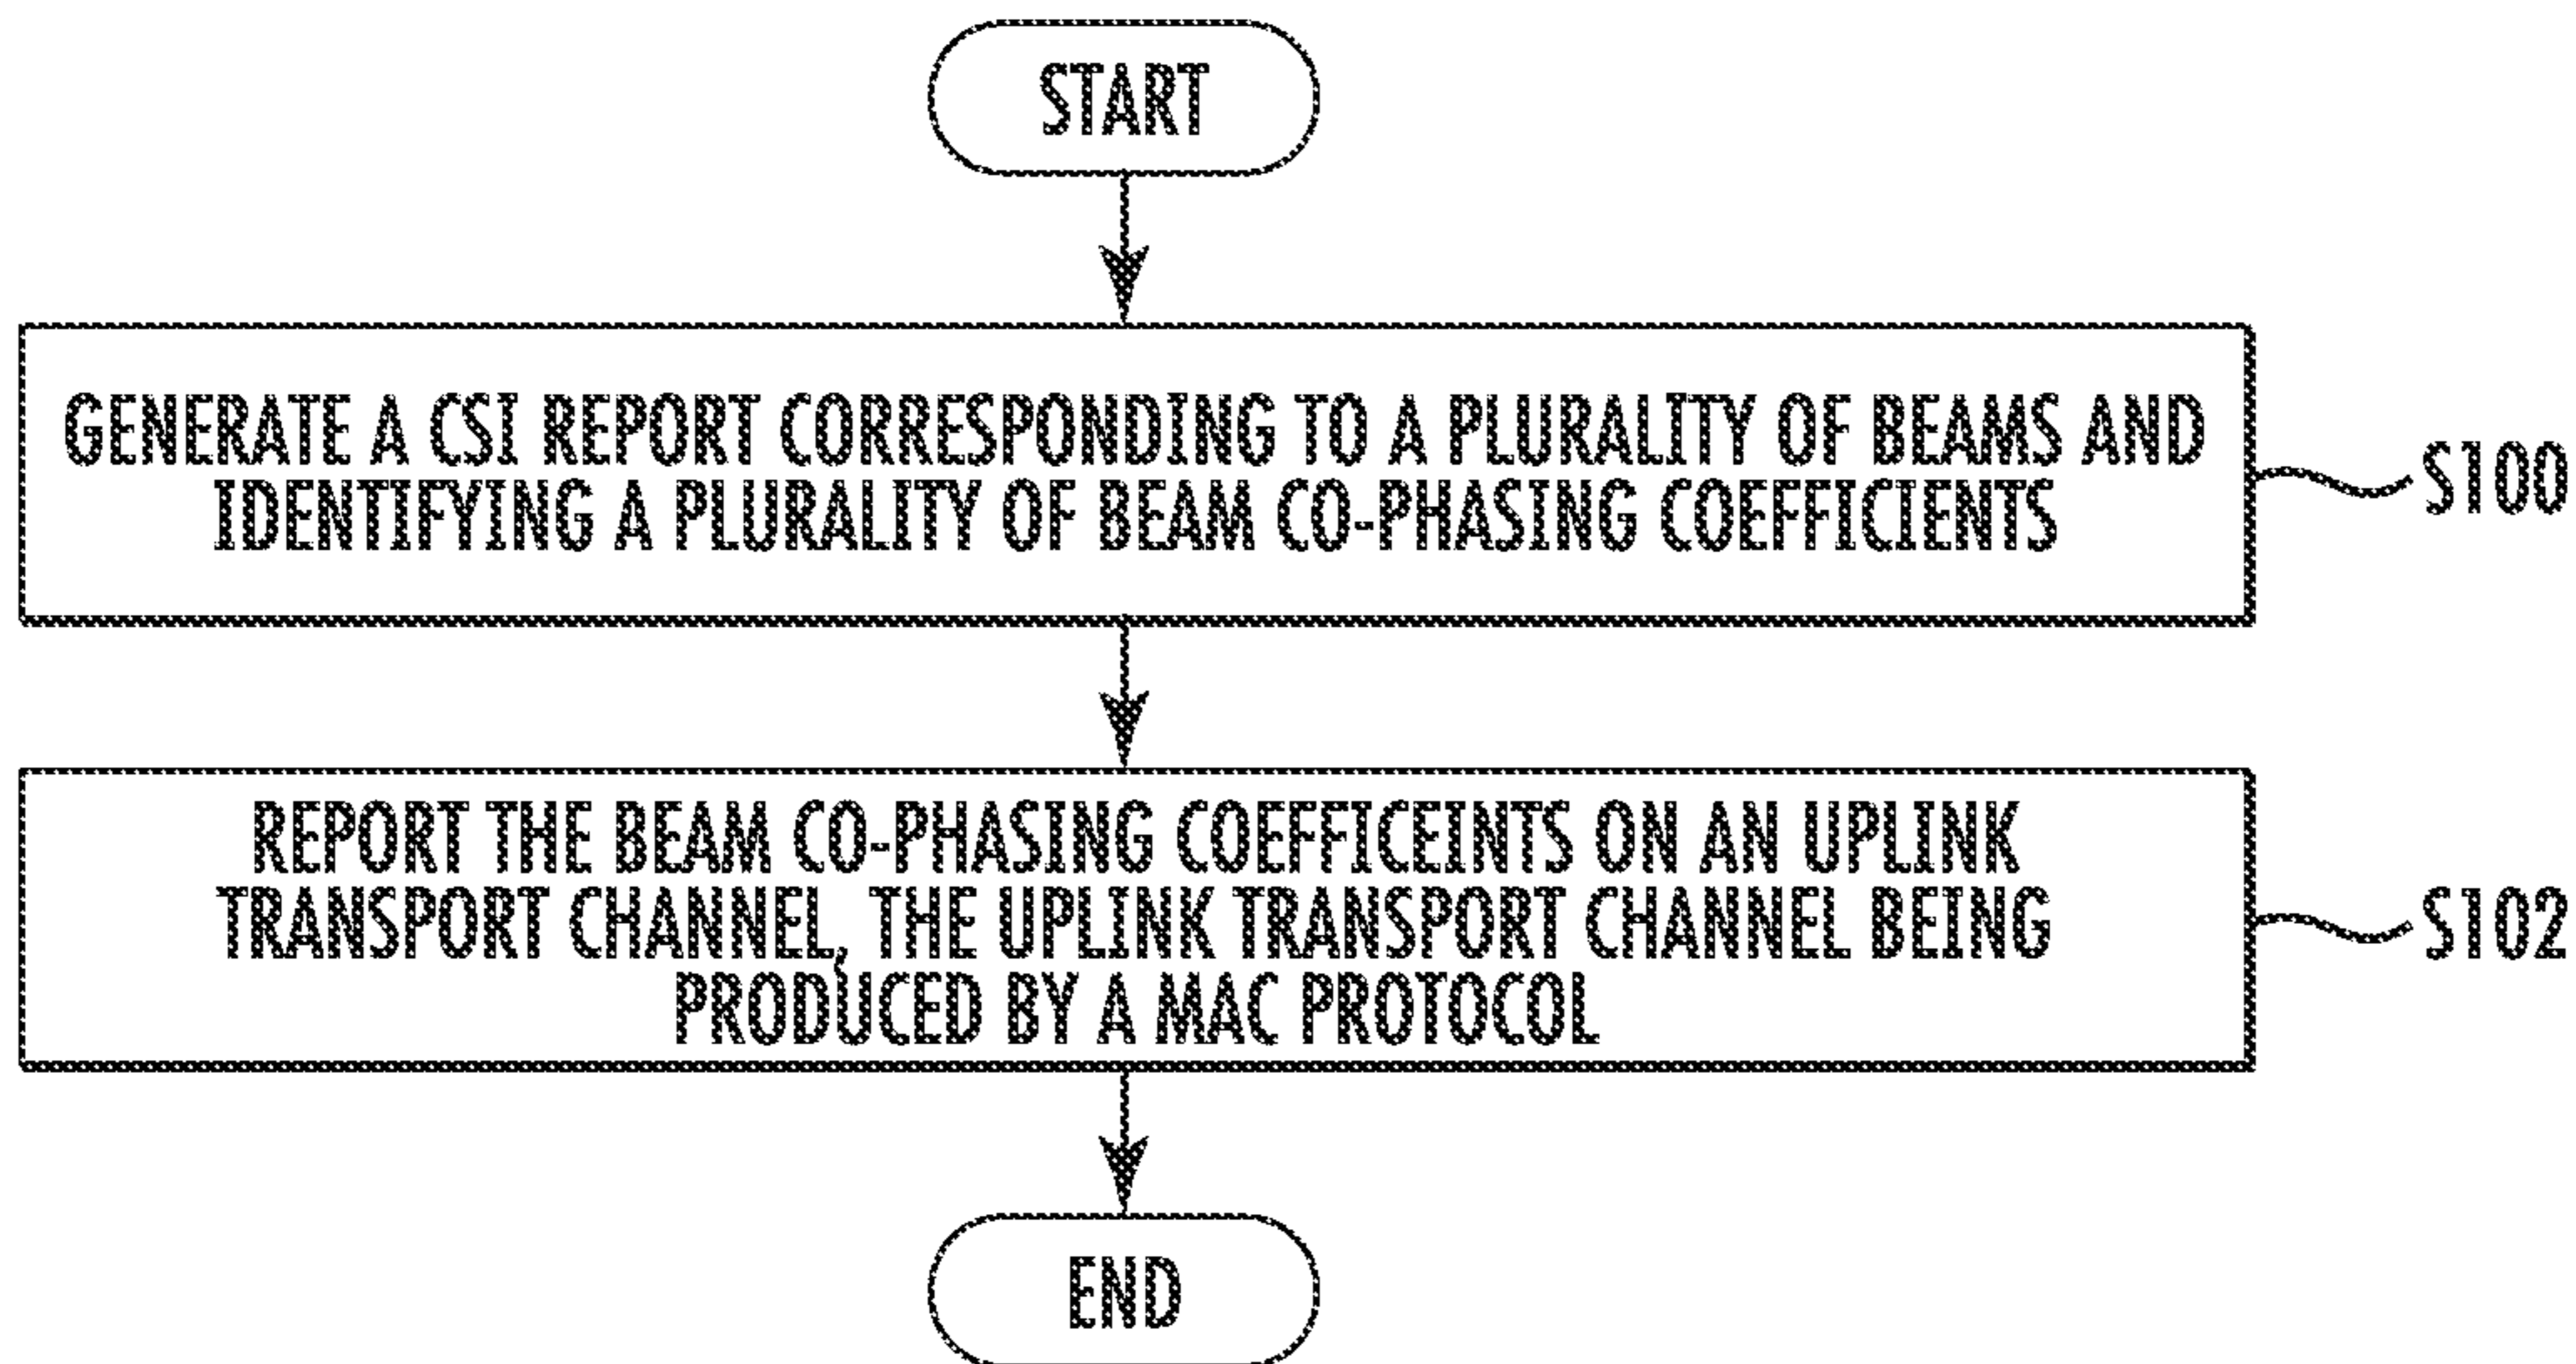 START
GENERATE A CSI REPORT CORRESPONDING TO A PLURALITY OF BEAMS AND
IDENTIFYING A PLURALITY OF BEAM CO-PHASING COEFFICIENTS
S100
REPORT THE BEAM CO-PHASING COEFFICEINTS ON AN UPLINK
TRANSPORT CHANNEL, THE UPLINK TRANSPORT CHANNEL BEING
PRODUCED BY A MAC PROTOCOL
S102
END